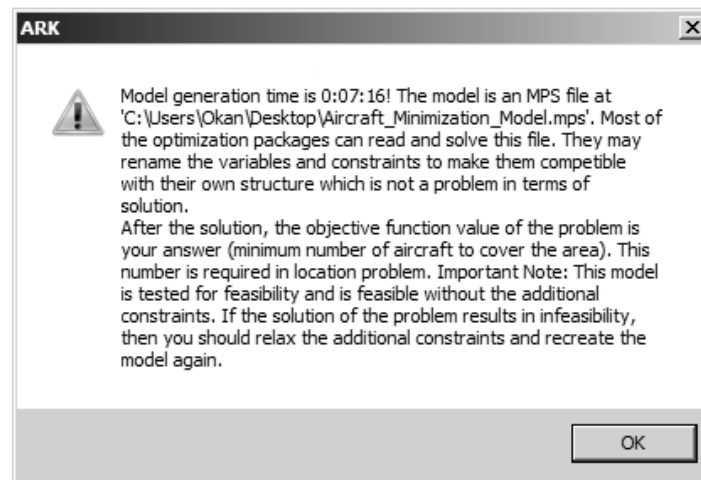 ARK
Model generation time is 0:07:16! The model is an MPS file at
'C:\Users\Okan\Desktop\Aircraft_Minimization_Model.mps'. Most of
the optimization packages can read and solve this file. They may
rename the variables and constraints to make them competible
with their own structure which is not a problem in terms of
solution.
After the solution, the objective function value of the problem is
your answer (minimum number of aircraft to cover the area). This
number is required in location problem. Important Note: This model
is tested for feasibility and is feasible without the additional
constraints. If the solution of the problem results in infeasibility,
then you should relax the additional constraints and recreate the
model again.
OK